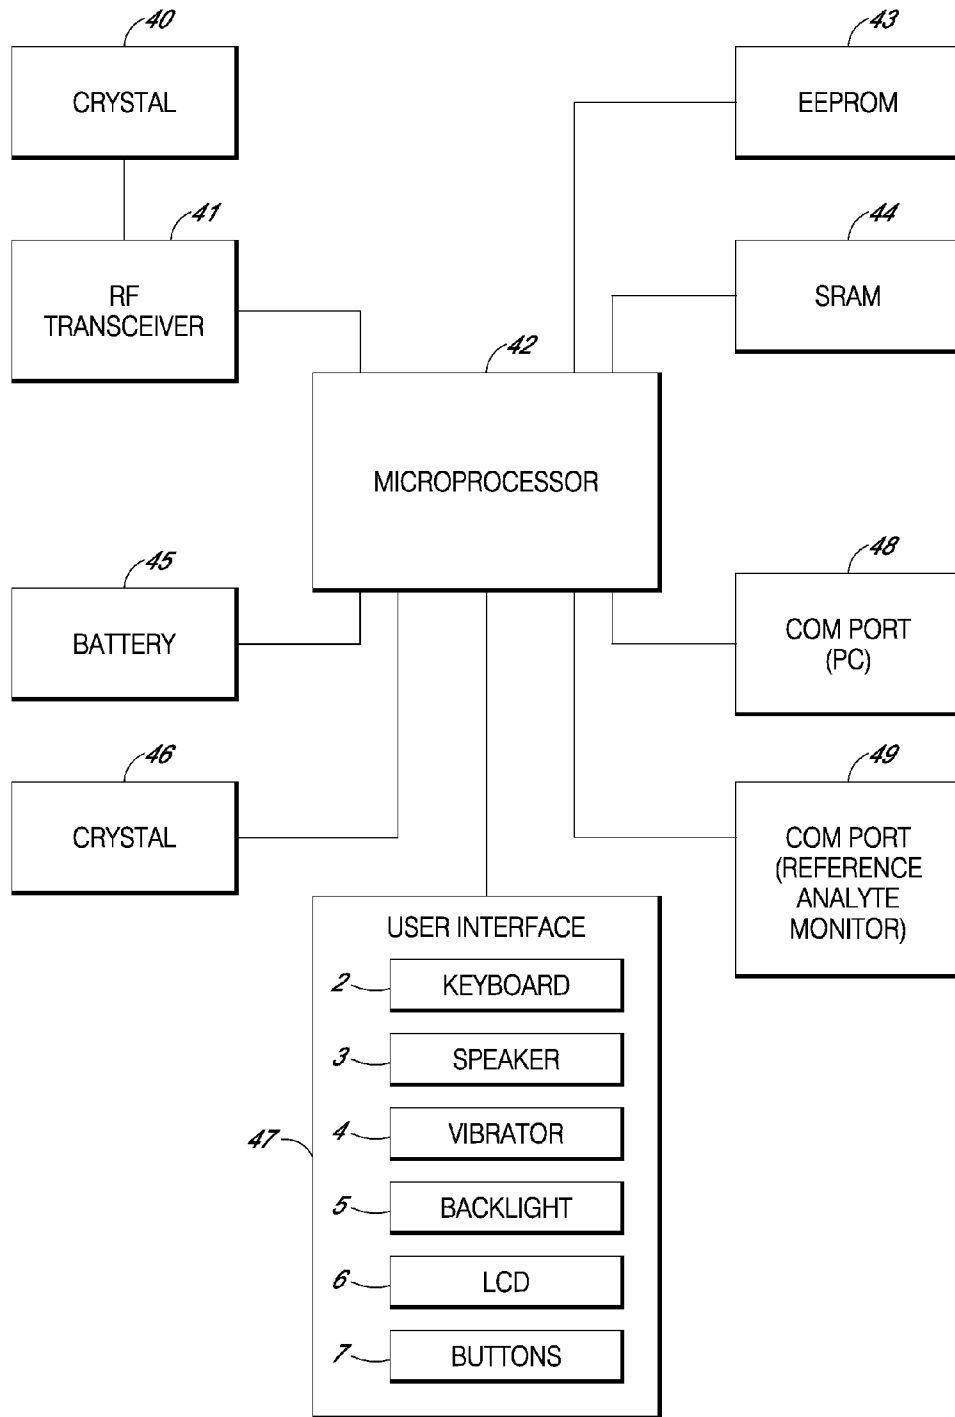 40
CRYSTAL
43
EEPROM
41
RF
TRANSCEIVER
44
SRAM
42
MICROPROCESSOR
45
BATTERY
48
COM PORT
(PC)
46
CRYSTAL
49
COM PORT
(REFERENCE
ANALYTE
MONITOR)
47
USER INTERFACE
2
KEYBOARD
3
SPEAKER
4
VIBRATOR
5
BACKLIGHT
6
LCD
7
BUTTONS